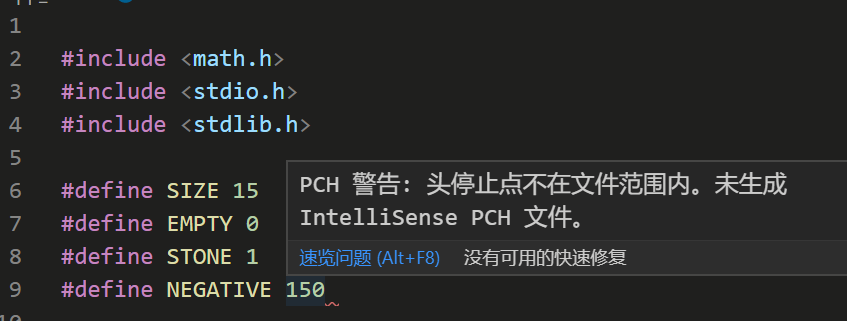 1
2 #include <math.h>
3 #include <stdio.h>
4 #include <stdlib.h>
5
6 #define SIZE 15
7 #define EMPTY 0
8 #define STONE 1
9 #define NEGATIVE 150
PCH 警告: 头停止点不在文件范围内。未生成
IntelliSense PCH 文件。
速览问题 (Alt+F8) 没有可用的快速修复